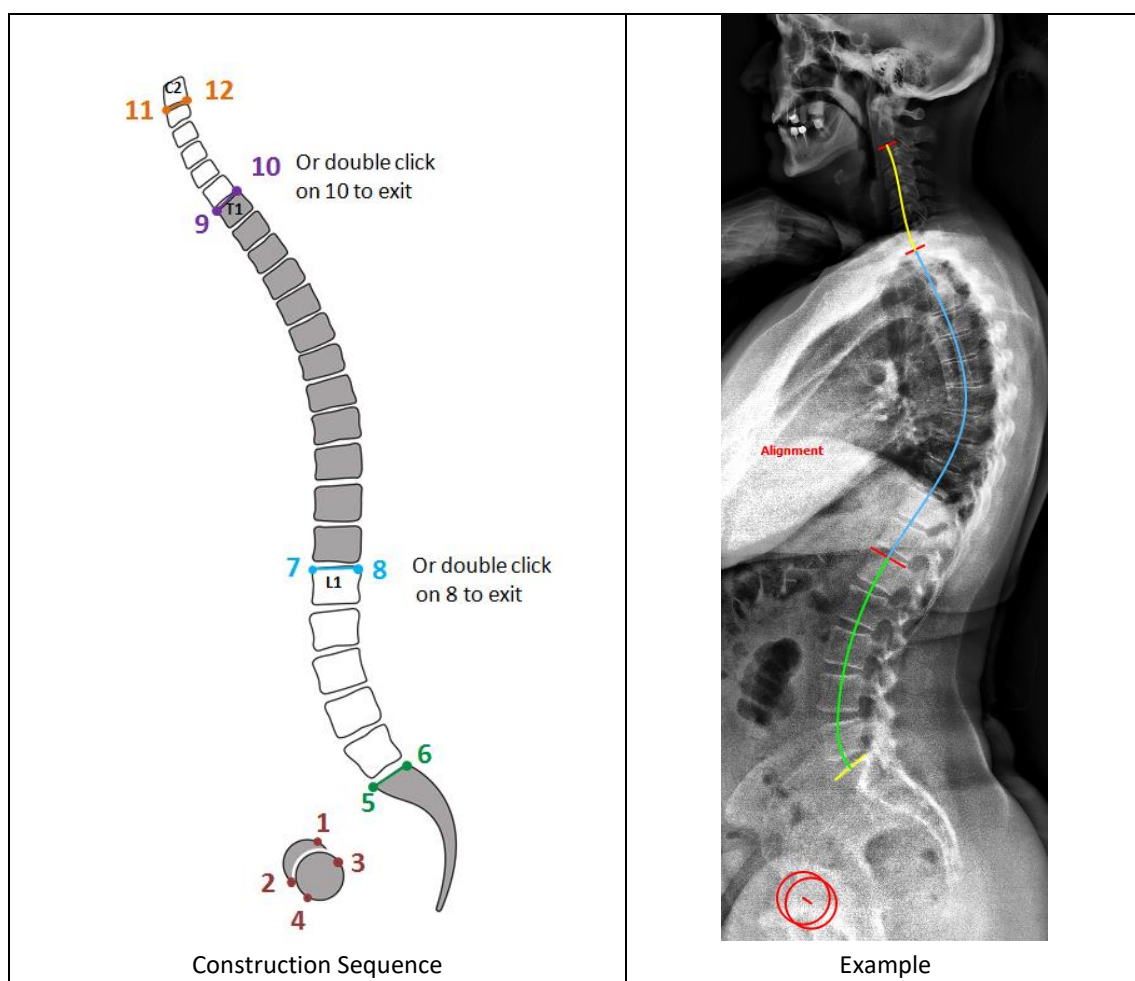 C2
11
12
10
Or double click
on 10 to exit
9
T1
7
L1
8
Or double click
on 8 to exit
6
5
1
2
3
4
Construction Sequence
Alignment
Example